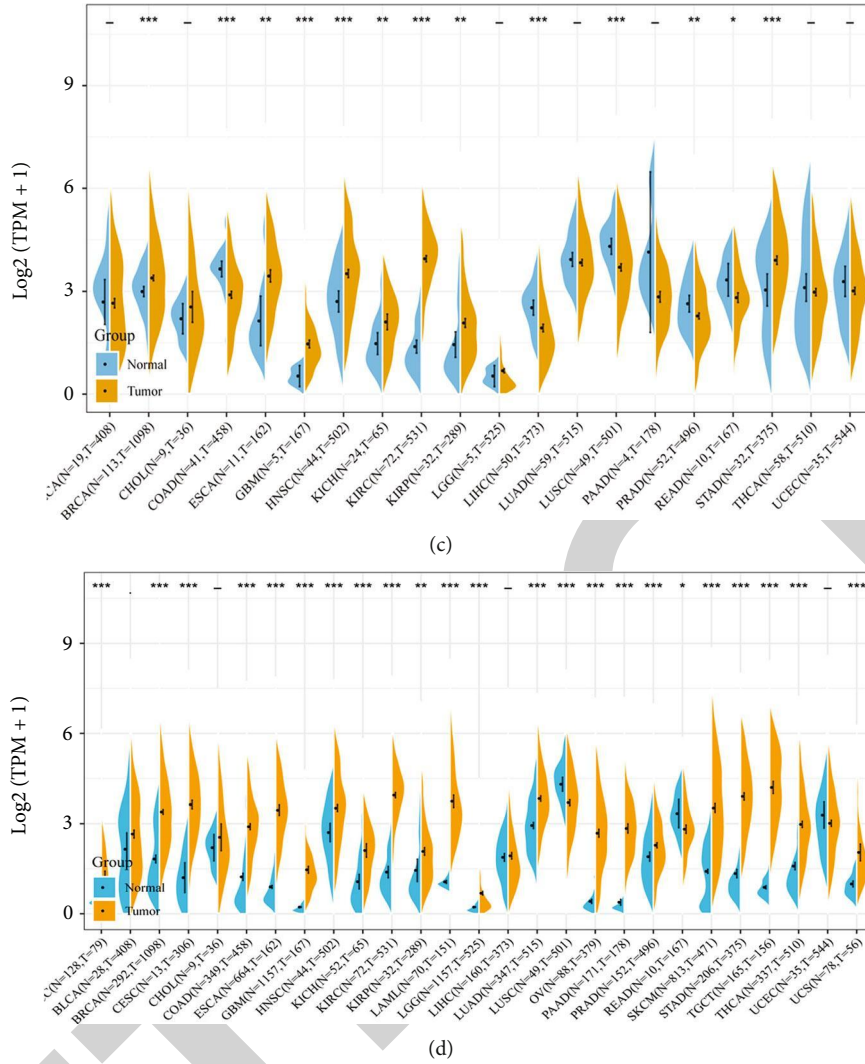 – *** – *** ** *** *** ** *** ** – *** – *** – ** * *** – –
9
6
3
0
Log2 (TPM + 1)
Group
Normal
Tumor
CA(N=19,T=408)
BRCA(N=113,T=1098)
CHOL(N=9,T=36)
COAD(N=41,T=458)
ESCA(N=11,T=162)
GBM(N=5,T=167)
HNSC(N=44,T=502)
KICH(N=24,T=65)
KIRC(N=72,T=531)
KIRP(N=32,T=289)
LGG(N=5,T=525)
LIHC(N=50,T=373)
LUAD(N=59,T=515)
LUSC(N=49,T=501)
PAAD(N=4,T=178)
PRAD(N=52,T=496)
READ(N=10,T=167)
STAD(N=32,T=375)
THCA(N=58,T=510)
UCEC(N=35,T=544)
(c)
*** . *** *** – *** *** *** *** *** *** ** *** *** – *** *** *** *** *** * *** *** *** *** – ***
9
6
3
0
Log2 (TPM + 1)
Group
Normal
Tumor
C(N=128,T=79)
BLCA(N=28,T=408)
BRCA(N=292,T=1098)
CESC(N=13,T=306)
CHOL(N=9,T=36)
COAD(N=349,T=458)
ESCA(N=664,T=162)
GBM(N=1157,T=167)
HNSC(N=44,T=502)
KICH(N=52,T=65)
KIRC(N=72,T=531)
KIRP(N=32,T=289)
LAML(N=70,T=151)
LGG(N=1157,T=525)
LIHC(N=160,T=373)
LUAD(N=347,T=515)
LUSC(N=49,T=501)
OV(N=88,T=379)
PAAD(N=171,T=178)
PRAD(N=152,T=496)
READ(N=10,T=167)
SKCM(N=813,T=471)
STAD(N=206,T=375)
TGCT(N=165,T=156)
THCA(N=337,T=510)
UCEC(N=35,T=544)
UCS(N=78,T=56)
(d)